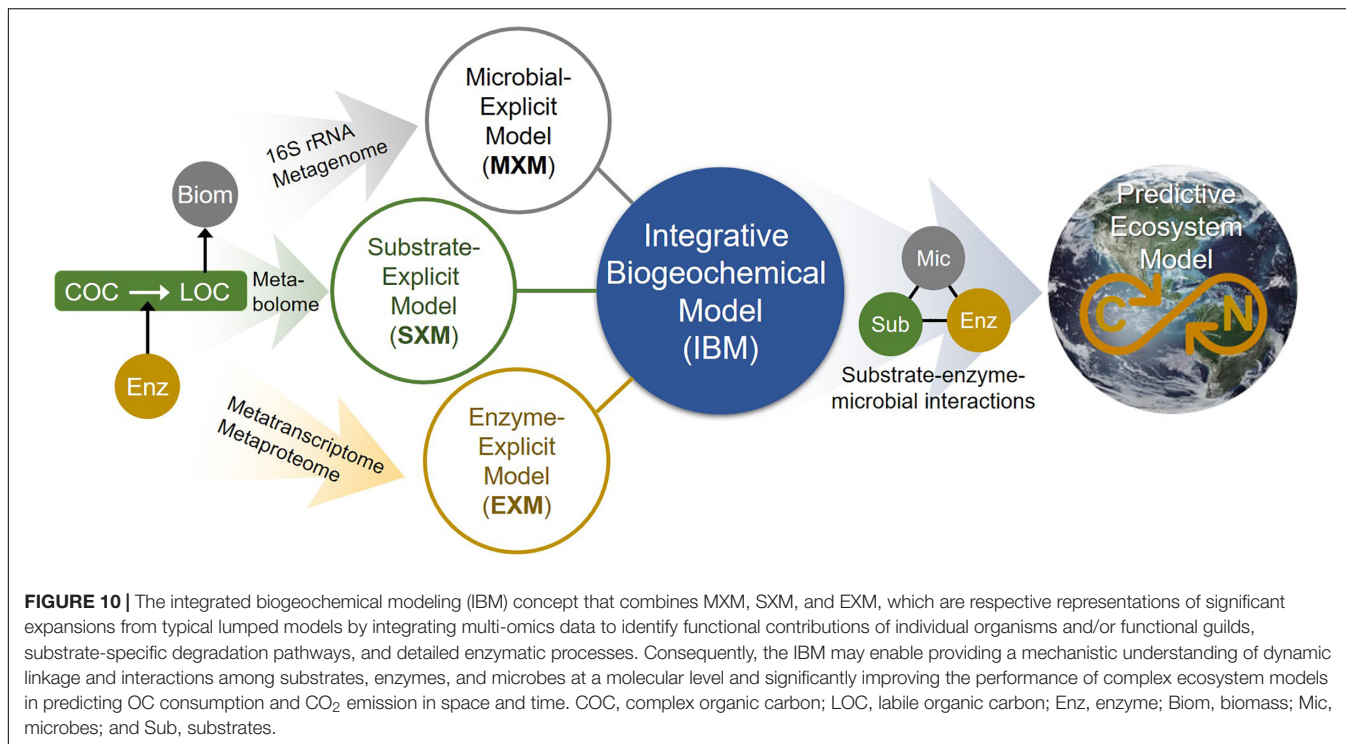 16S rRNA
Metagenome
Microbial-
Explicit
Model
(MXM)
Biom
COC → LOC
Enz
Meta-
bolome
Substrate-
Explicit
Model
(SXM)
Metatranscriptome
Metaproteome
Enzyme-
Explicit
Model
(EXM)
Integrative
Biogeochemical
Model
(IBM)
Mic
Sub
Enz
Substrate-enzyme-
microbial interactions
Predictive
Ecosystem
Model
C
N
FIGURE 10 | The integrated biogeochemical modeling (IBM) concept that combines MXM, SXM, and EXM, which are respective representations of significant
expansions from typical lumped models by integrating multi-omics data to identify functional contributions of individual organisms and/or functional guilds,
substrate-specific degradation pathways, and detailed enzymatic processes. Consequently, the IBM may enable providing a mechanistic understanding of dynamic
linkage and interactions among substrates, enzymes, and microbes at a molecular level and significantly improving the performance of complex ecosystem models
in predicting OC consumption and CO₂ emission in space and time. COC, complex organic carbon; LOC, labile organic carbon; Enz, enzyme; Biom, biomass; Mic,
microbes; and Sub, substrates.